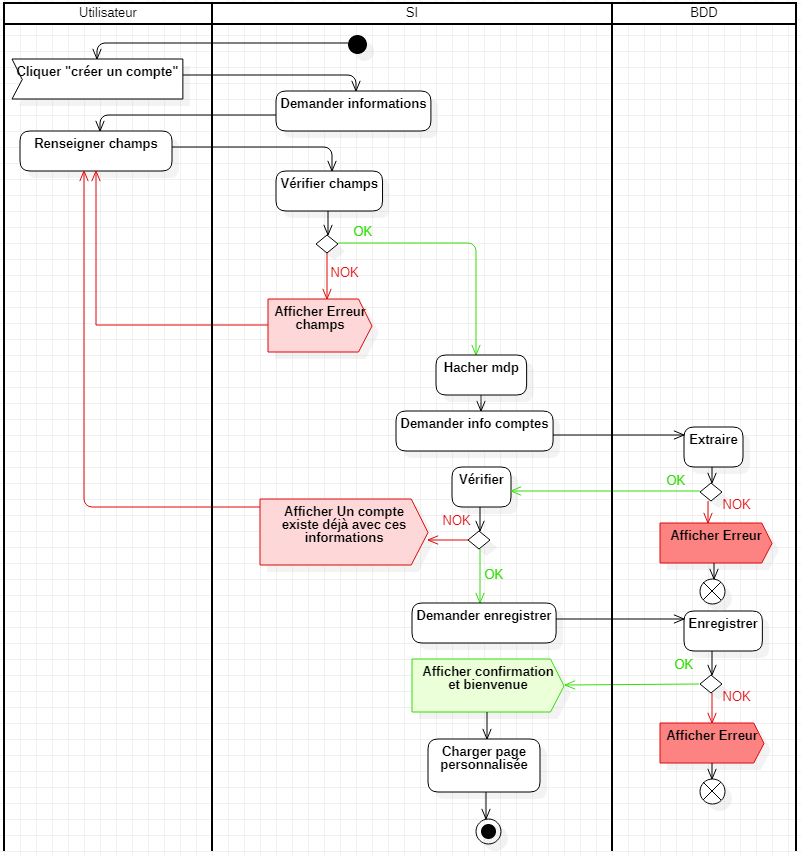 Utilisateur
SI
BDD
Cliquer "créer un compte"
Demander informations
Renseigner champs
Vérifier champs
OK
NOK
Afficher Erreur
champs
Hacher mdp
Demander info comptes
Extraire
OK
Vérifier
NOK
Afficher Un compte
existe déjà avec ces
informations
NOK
Afficher Erreur
OK
Demander enregistrer
Enregistrer
OK
Afficher confirmation
et bienvenue
NOK
Afficher Erreur
Charger page
personnalisée